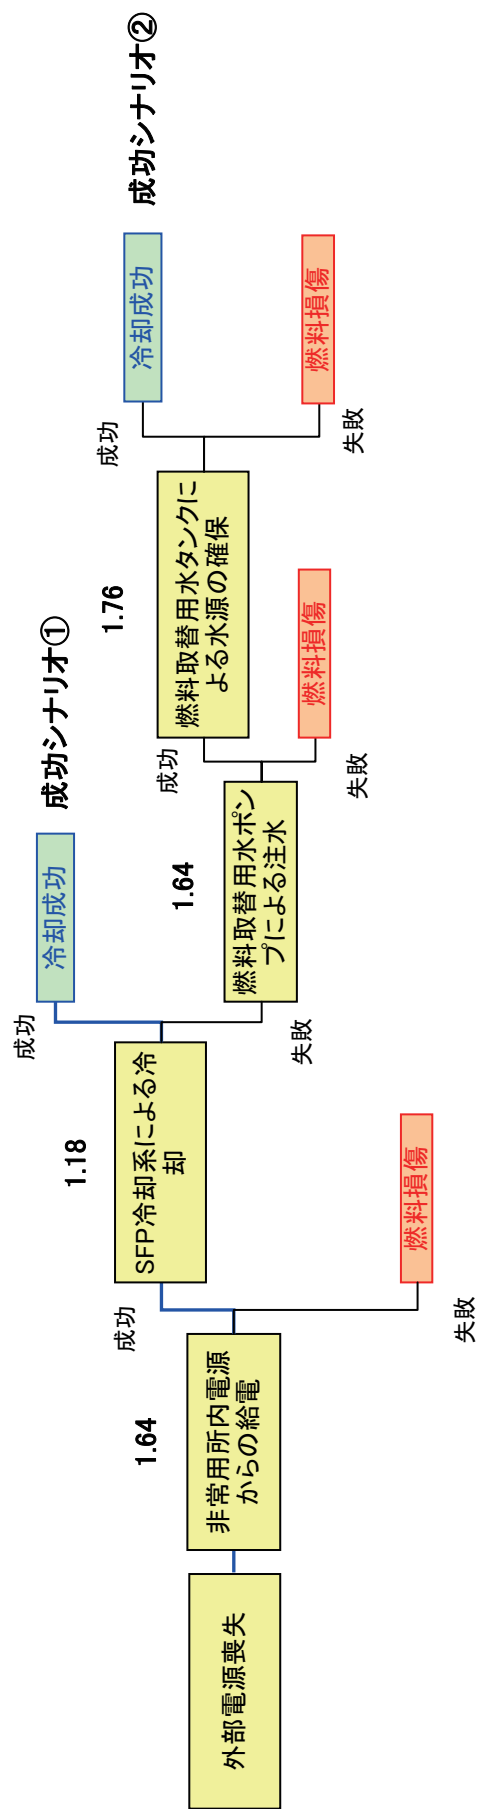 外部電源喪失
1.64
非常用所内電源
からの給電
成功
失敗
燃料損傷
1.18
SFP冷却系による冷
却
成功
冷却成功
成功シナリオ①
失敗
1.64
燃料取替用水ポン
プによる注水
成功
失敗
燃料損傷
1.76
燃料取替用水タンクに
よる水源の確保
成功
冷却成功
成功シナリオ②
失敗
燃料損傷